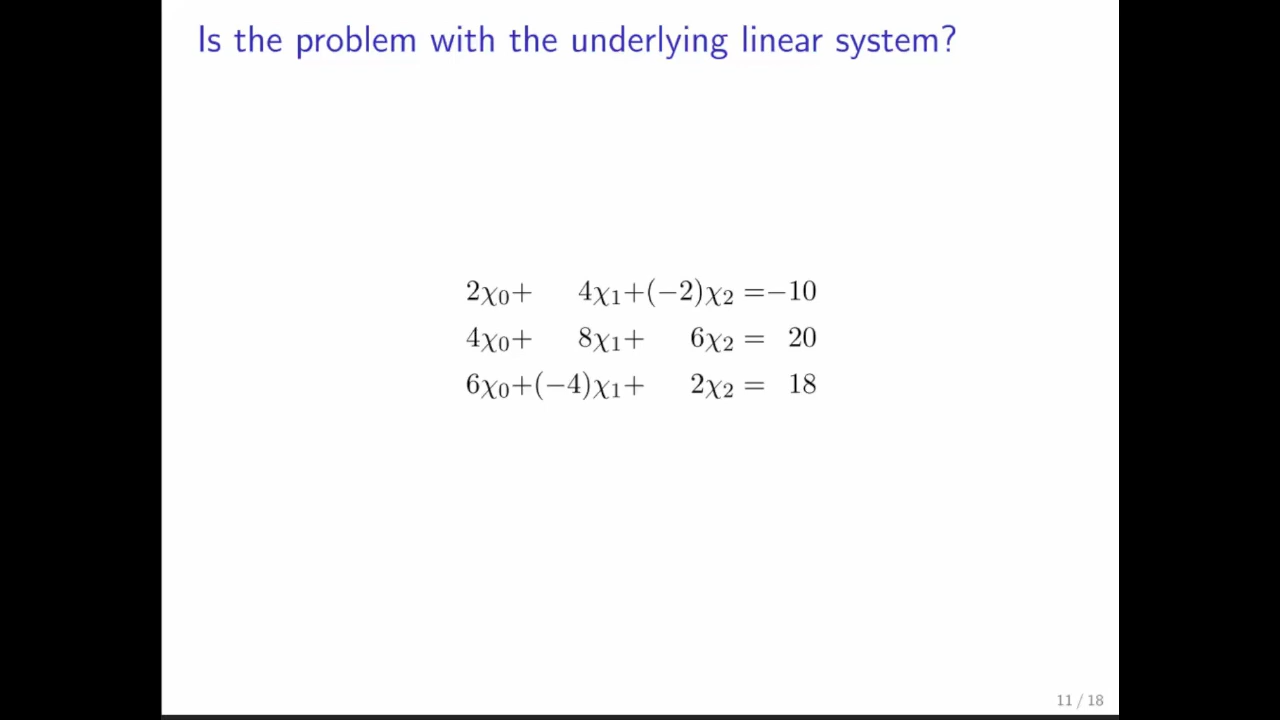 Is the problem with the underlying linear system?
2χ₀+ 4χ₁+(−2)χ₂ =−10
4χ₀+ 8χ₁+ 6χ₂ = 20
6χ₀+(−4)χ₁+ 2χ₂ = 18
11 / 18